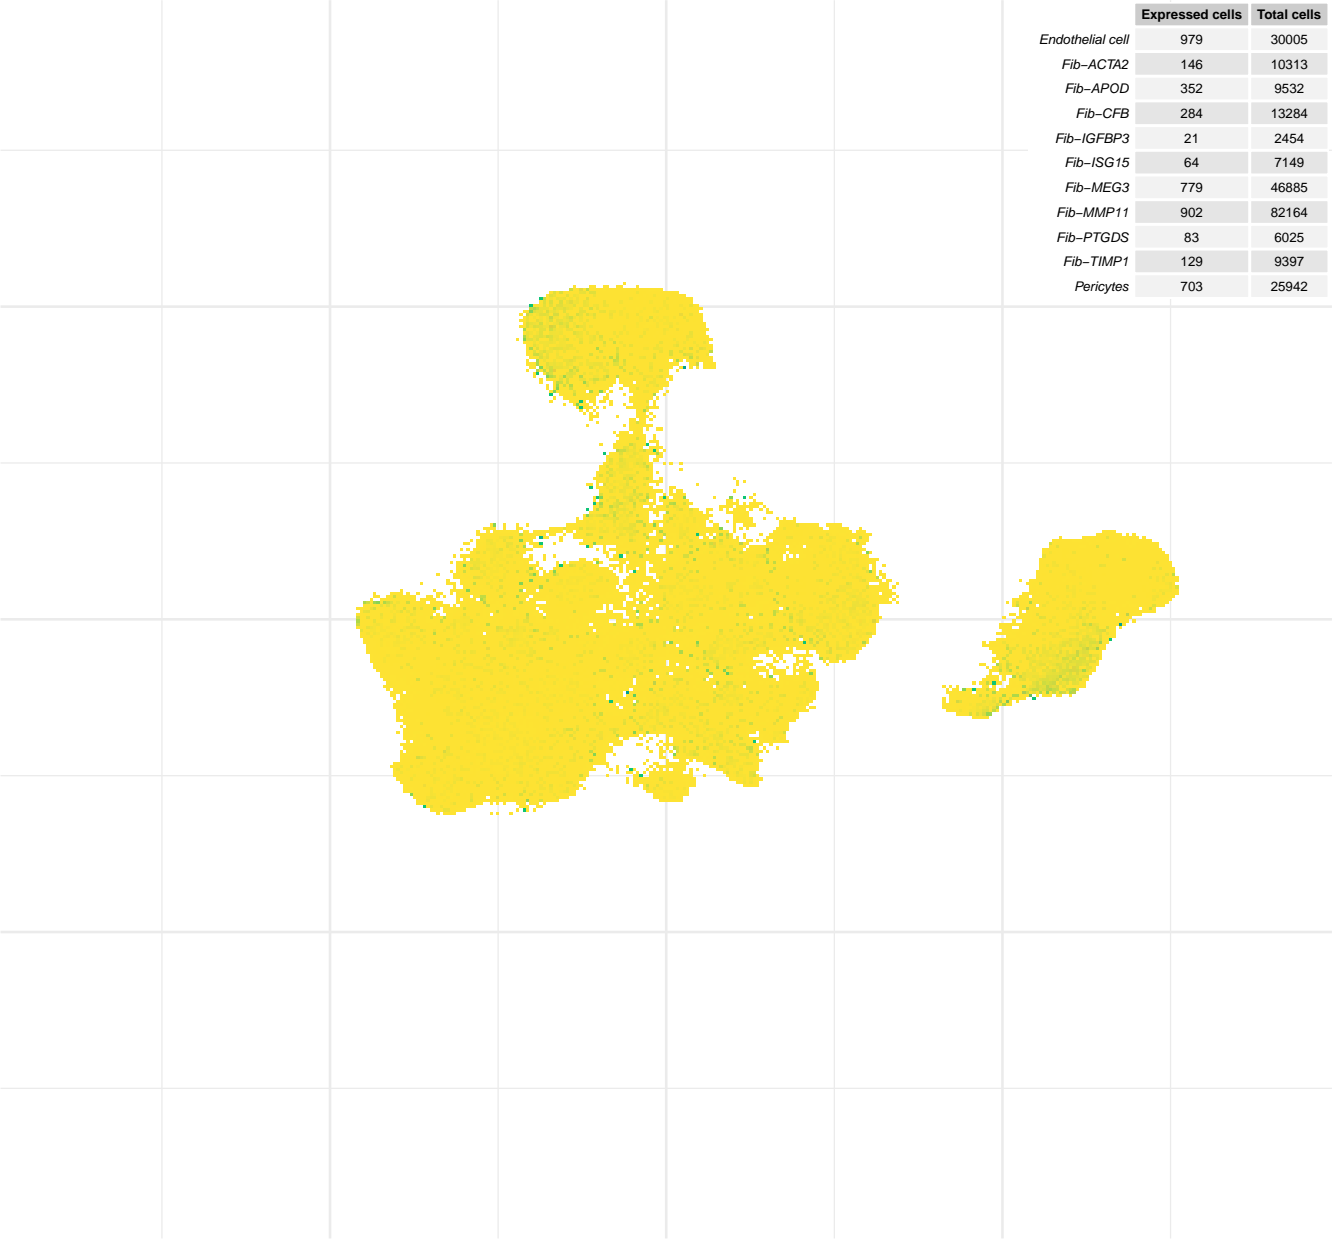 Expressed cells Total cells
Endothelial cell 979 30005
Fib−ACTA2 146 10313
Fib−APOD 352 9532
Fib−CFB 284 13284
Fib−IGFBP3 21 2454
Fib−ISG15 64 7149
Fib−MEG3 779 46885
Fib−MMP11 902 82164
Fib−PTGDS 83 6025
Fib−TIMP1 129 9397
Pericytes 703 25942